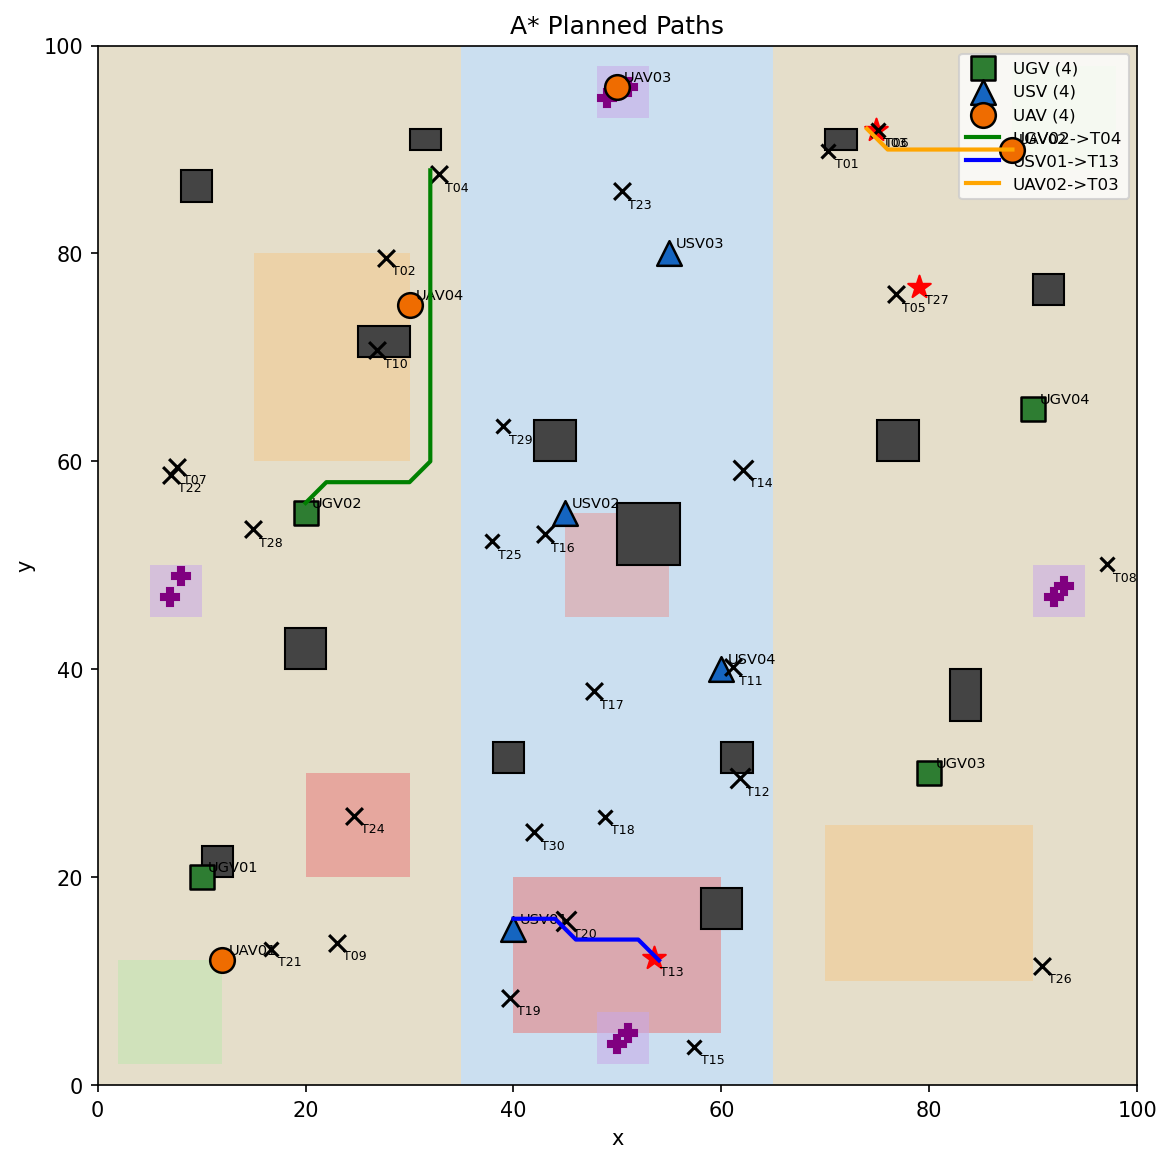 A* Planned Paths
100
80
60
40
20
0
y
UGV (4)
USV (4)
UAV (4)
UGV02->T04
USV01->T13
UAV02->T03
UAV03
T03
T01
T04
T23
USV03
T02
UAV04
T27
T05
T10
UGV04
T29
T07
T22
T14
UGV02
USV02
T28
T25
T16
T08
USV04
T11
T17
UGV03
T12
T24
T18
T30
UGV01
T20
T09
T21
T13
T26
T19
T15
0
20
40
60
80
100
x